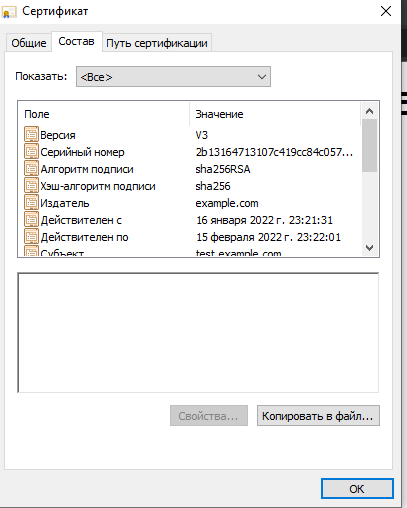 Сертификат
Общие Состав Путь сертификации
Показать: <Все>
Поле Значение
Версия V3
Серийный номер 2b13164713107c419cc84c057...
Алгоритм подписи sha256RSA
Хэш-алгоритм подписи sha256
Издатель example.com
Действителен с 16 января 2022 г. 23:21:31
Действителен по 15 февраля 2022 г. 23:22:01
Субъект test.example.com
Свойства... Копировать в файл...
ОК